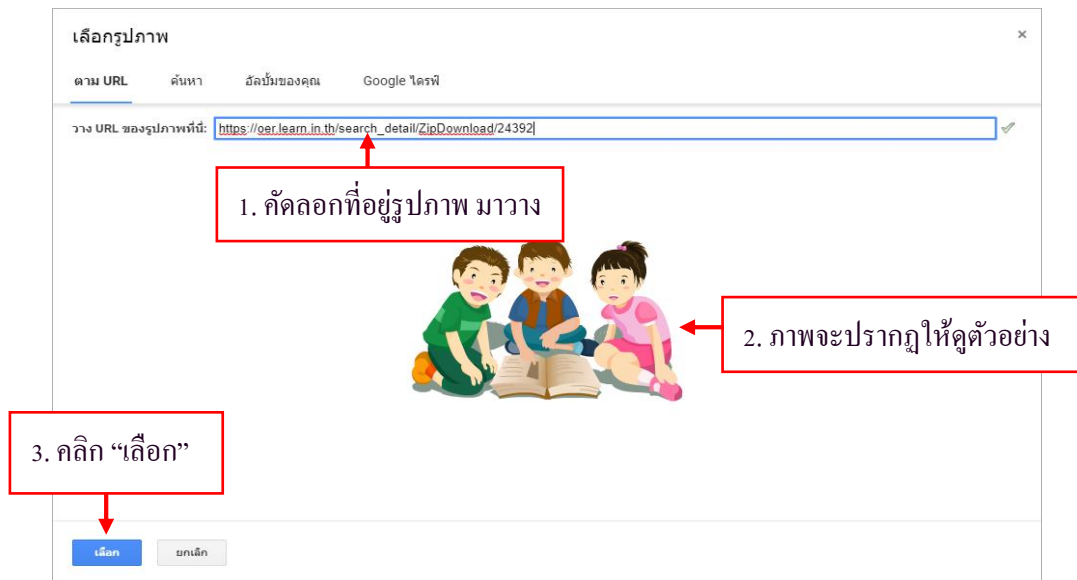 เลือกรูปภาพ
×
ตาม URL ค้นหา อัลบั้มของคุณ Google ไดรฟ์
วาง URL ของรูปภาพที่นี่: https://oer.learn.in.th/search_detail/ZipDownload/24392
1. คัดลอกที่อยู่รูปภาพ มาวาง
2. ภาพจะปรากฏให้ดูตัวอย่าง
3. คลิก “เลือก”
เลือก ยกเลิก